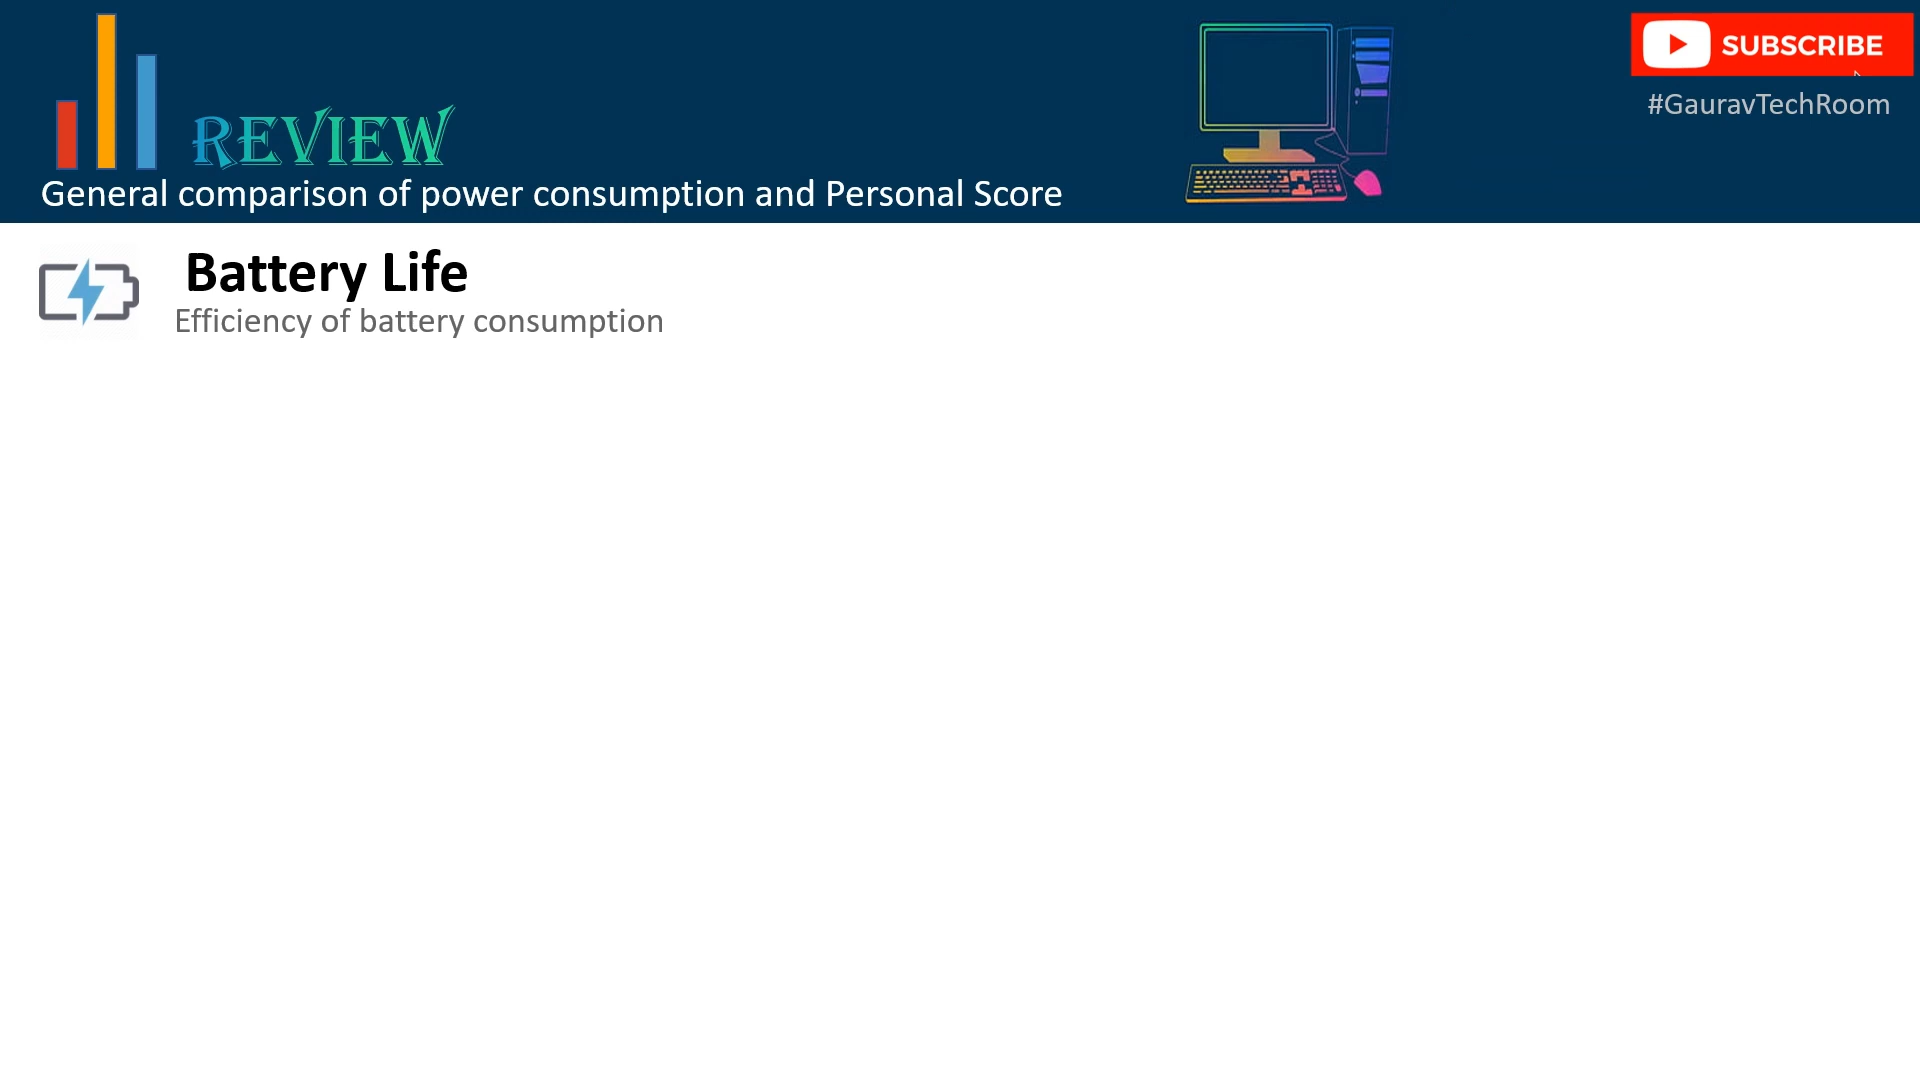 SUBSCRIBE
#GauravTechRoom
REVIEW
General comparison of power consumption and Personal Score
Battery Life
Efficiency of battery consumption